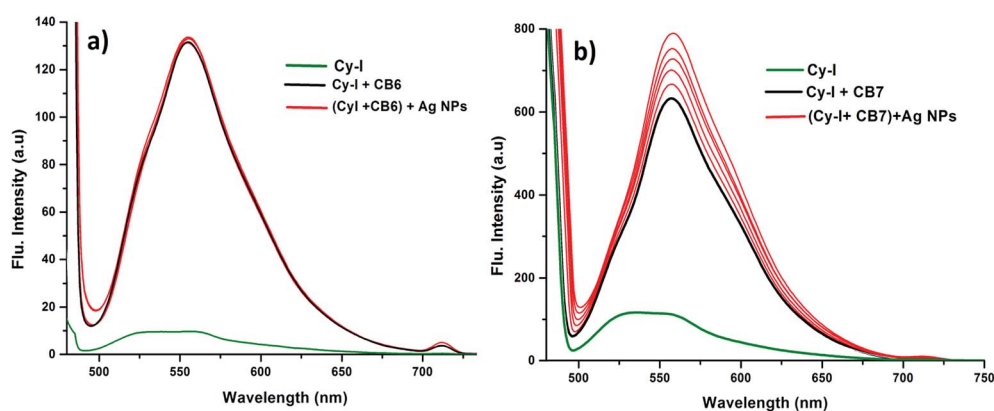 a)
Flu. Intensity (a.u)
140
120
100
80
60
40
20
0
Cy-I
Cy-I + CB6
(CyI +CB6) + Ag NPs
500
550
600
650
700
Wavelength (nm)
b)
Flu. Intensity (a.u)
800
600
400
200
0
Cy-I
Cy-I + CB7
(Cy-I+ CB7)+Ag NPs
500
550
600
650
700
750
Wavelength (nm)